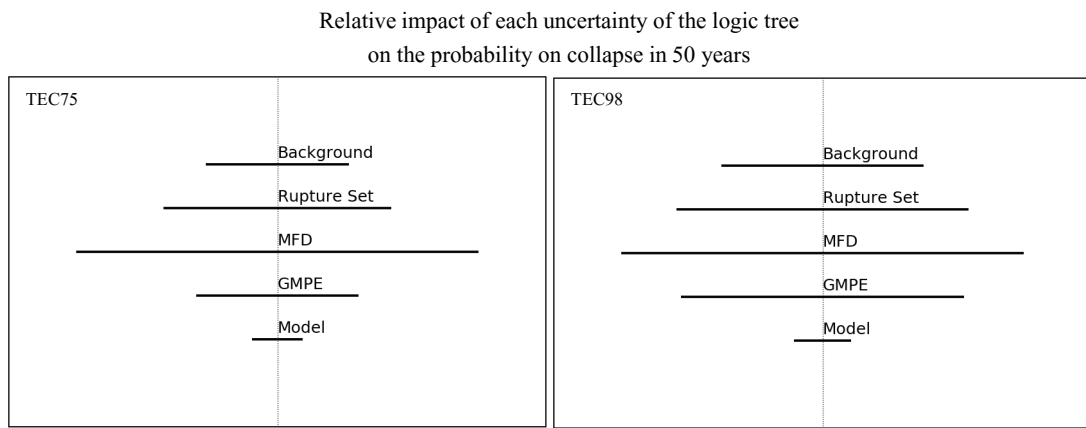 Relative impact of each uncertainty of the logic tree
on the probability on collapse in 50 years
TEC75
Background
Rupture Set
MFD
GMPE
Model
TEC98
Background
Rupture Set
MFD
GMPE
Model